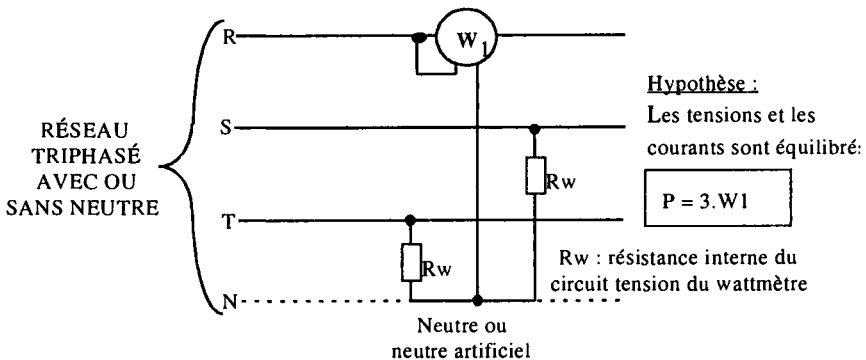 R
W1
Hypothèse :
Les tensions et les
courants sont équilibré:
P = 3.W1
RÉSEAU
TRIPHASÉ
AVEC OU
SANS NEUTRE
S
Rw
T
Rw
Rw : résistance interne du
circuit tension du wattmètre
N
Neutre ou
neutre artificiel